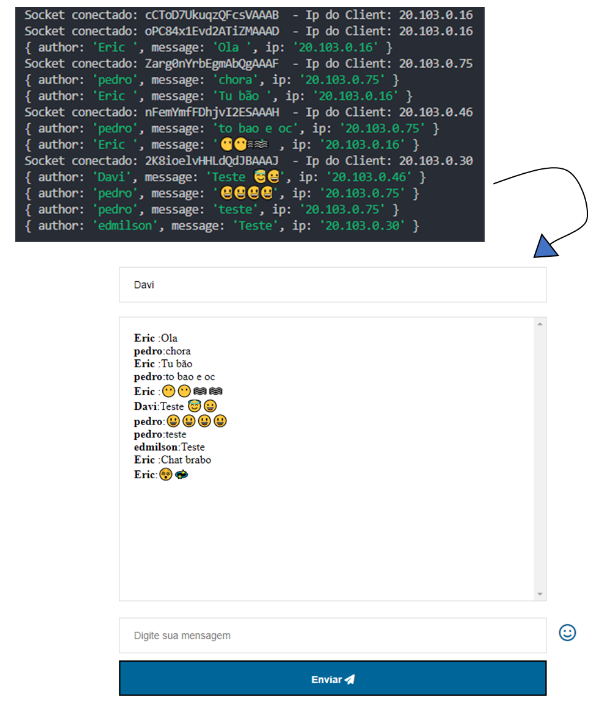 Socket conectado: cCToD7UkuqzQFcsVAAAB - Ip do Client: 20.103.0.16
Socket conectado: oPC84x1Evd2ATiZMAAAD - Ip do Client: 20.103.0.16
{ author: 'Eric ', message: 'Ola ', ip: '20.103.0.16' }
Socket conectado: Zarg0nYrbEgmAbQgAAAF - Ip do Client: 20.103.0.75
{ author: 'pedro', message: 'chora', ip: '20.103.0.75' }
{ author: 'Eric ', message: 'Tu bão ', ip: '20.103.0.16' }
Socket conectado: nFemYmfFDhjvI2ESAAAH - Ip do Client: 20.103.0.46
{ author: 'pedro', message: 'to bao e oc', ip: '20.103.0.75' }
{ author: 'Eric ', message: '😶😶🌫🌫 , ip: '20.103.0.16' }
Socket conectado: 2K8ioelvHHLdQdJBAAAJ - Ip do Client: 20.103.0.30
{ author: 'Davi', message: 'Teste 😇😀', ip: '20.103.0.46' }
{ author: 'pedro', message: '😀😀😀😀', ip: '20.103.0.75' }
{ author: 'pedro', message: 'teste', ip: '20.103.0.75' }
{ author: 'edmilson', message: 'Teste', ip: '20.103.0.30' }
Davi
Eric :Ola
pedro:chora
Eric :Tu bão
pedro:to bao e oc
Eric :😶😶🌫🌫
Davi:Teste 😇😀
pedro:😀😀😀😀
pedro:teste
edmilson:Teste
Eric :Chat brabo
Eric:😵💫
Digite sua mensagem
Enviar